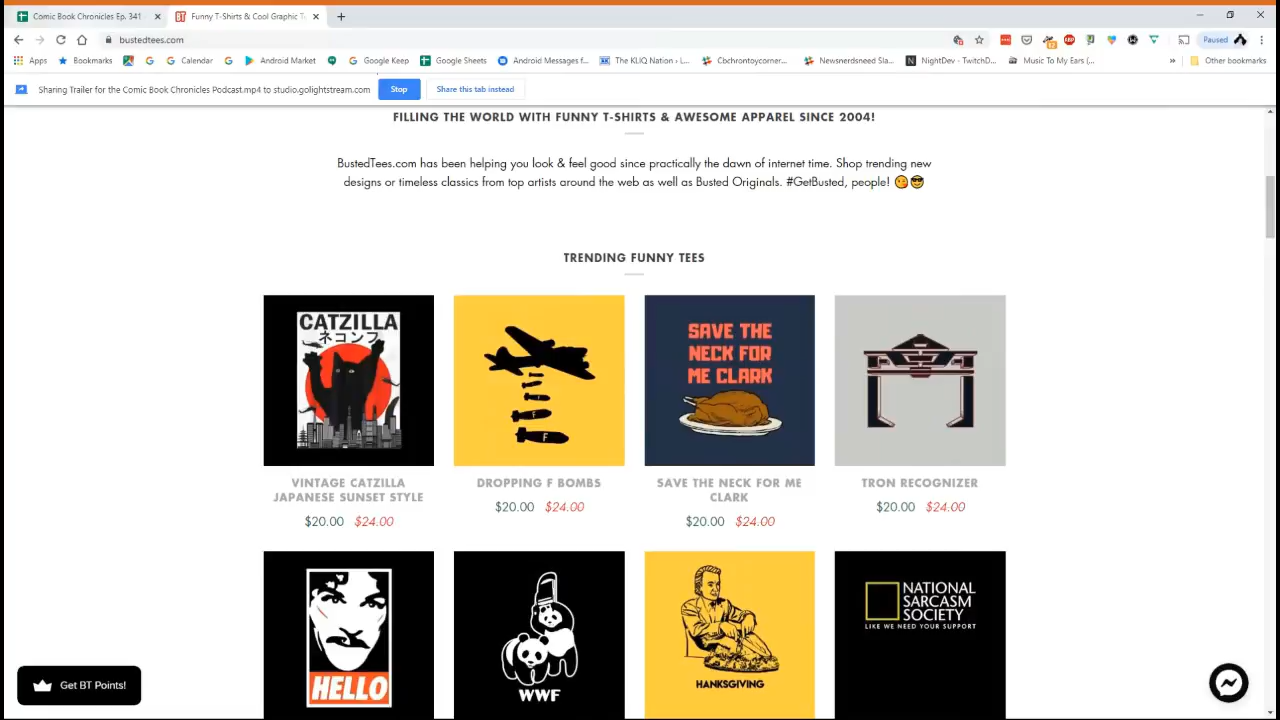 Comic Book Chronicles Ep. 341 -
Funny T-Shirts & Cool Graphic T
bustedtees.com
Paused
Apps
Bookmarks
Calendar
Android Market
Google Keep
Google Sheets
Android Messages f...
The KLIQ Nation › L...
Cbchrontoycorner...
Newsnerdsneed Sla...
NightDev - TwitchD...
Music To My Ears (...
»
Other bookmarks
Sharing Trailer for the Comic Book Chronicles Podcast.mp4 to studio.golightstream.com
Stop
Share this tab instead
FILLING THE WORLD WITH FUNNY T-SHIRTS & AWESOME APPAREL SINCE 2004!
BustedTees.com has been helping you look & feel good since practically the dawn of internet time. Shop trending new
designs or timeless classics from top artists around the web as well as Busted Originals. #GetBusted, people! 😘😎
TRENDING FUNNY TEES
CATZILLA
ネコンプ
F
SAVE THE
NECK FOR
ME CLARK
VINTAGE CATZILLA
JAPANESE SUNSET STYLE
$20.00 $24.00
DROPPING F BOMBS
$20.00 $24.00
SAVE THE NECK FOR ME
CLARK
$20.00 $24.00
TRON RECOGNIZER
$20.00 $24.00
HELLO
WWF
HANKSGIVING
NATIONAL
SARCASM
SOCIETY
LIKE WE NEED YOUR SUPPORT
Get BT Points!